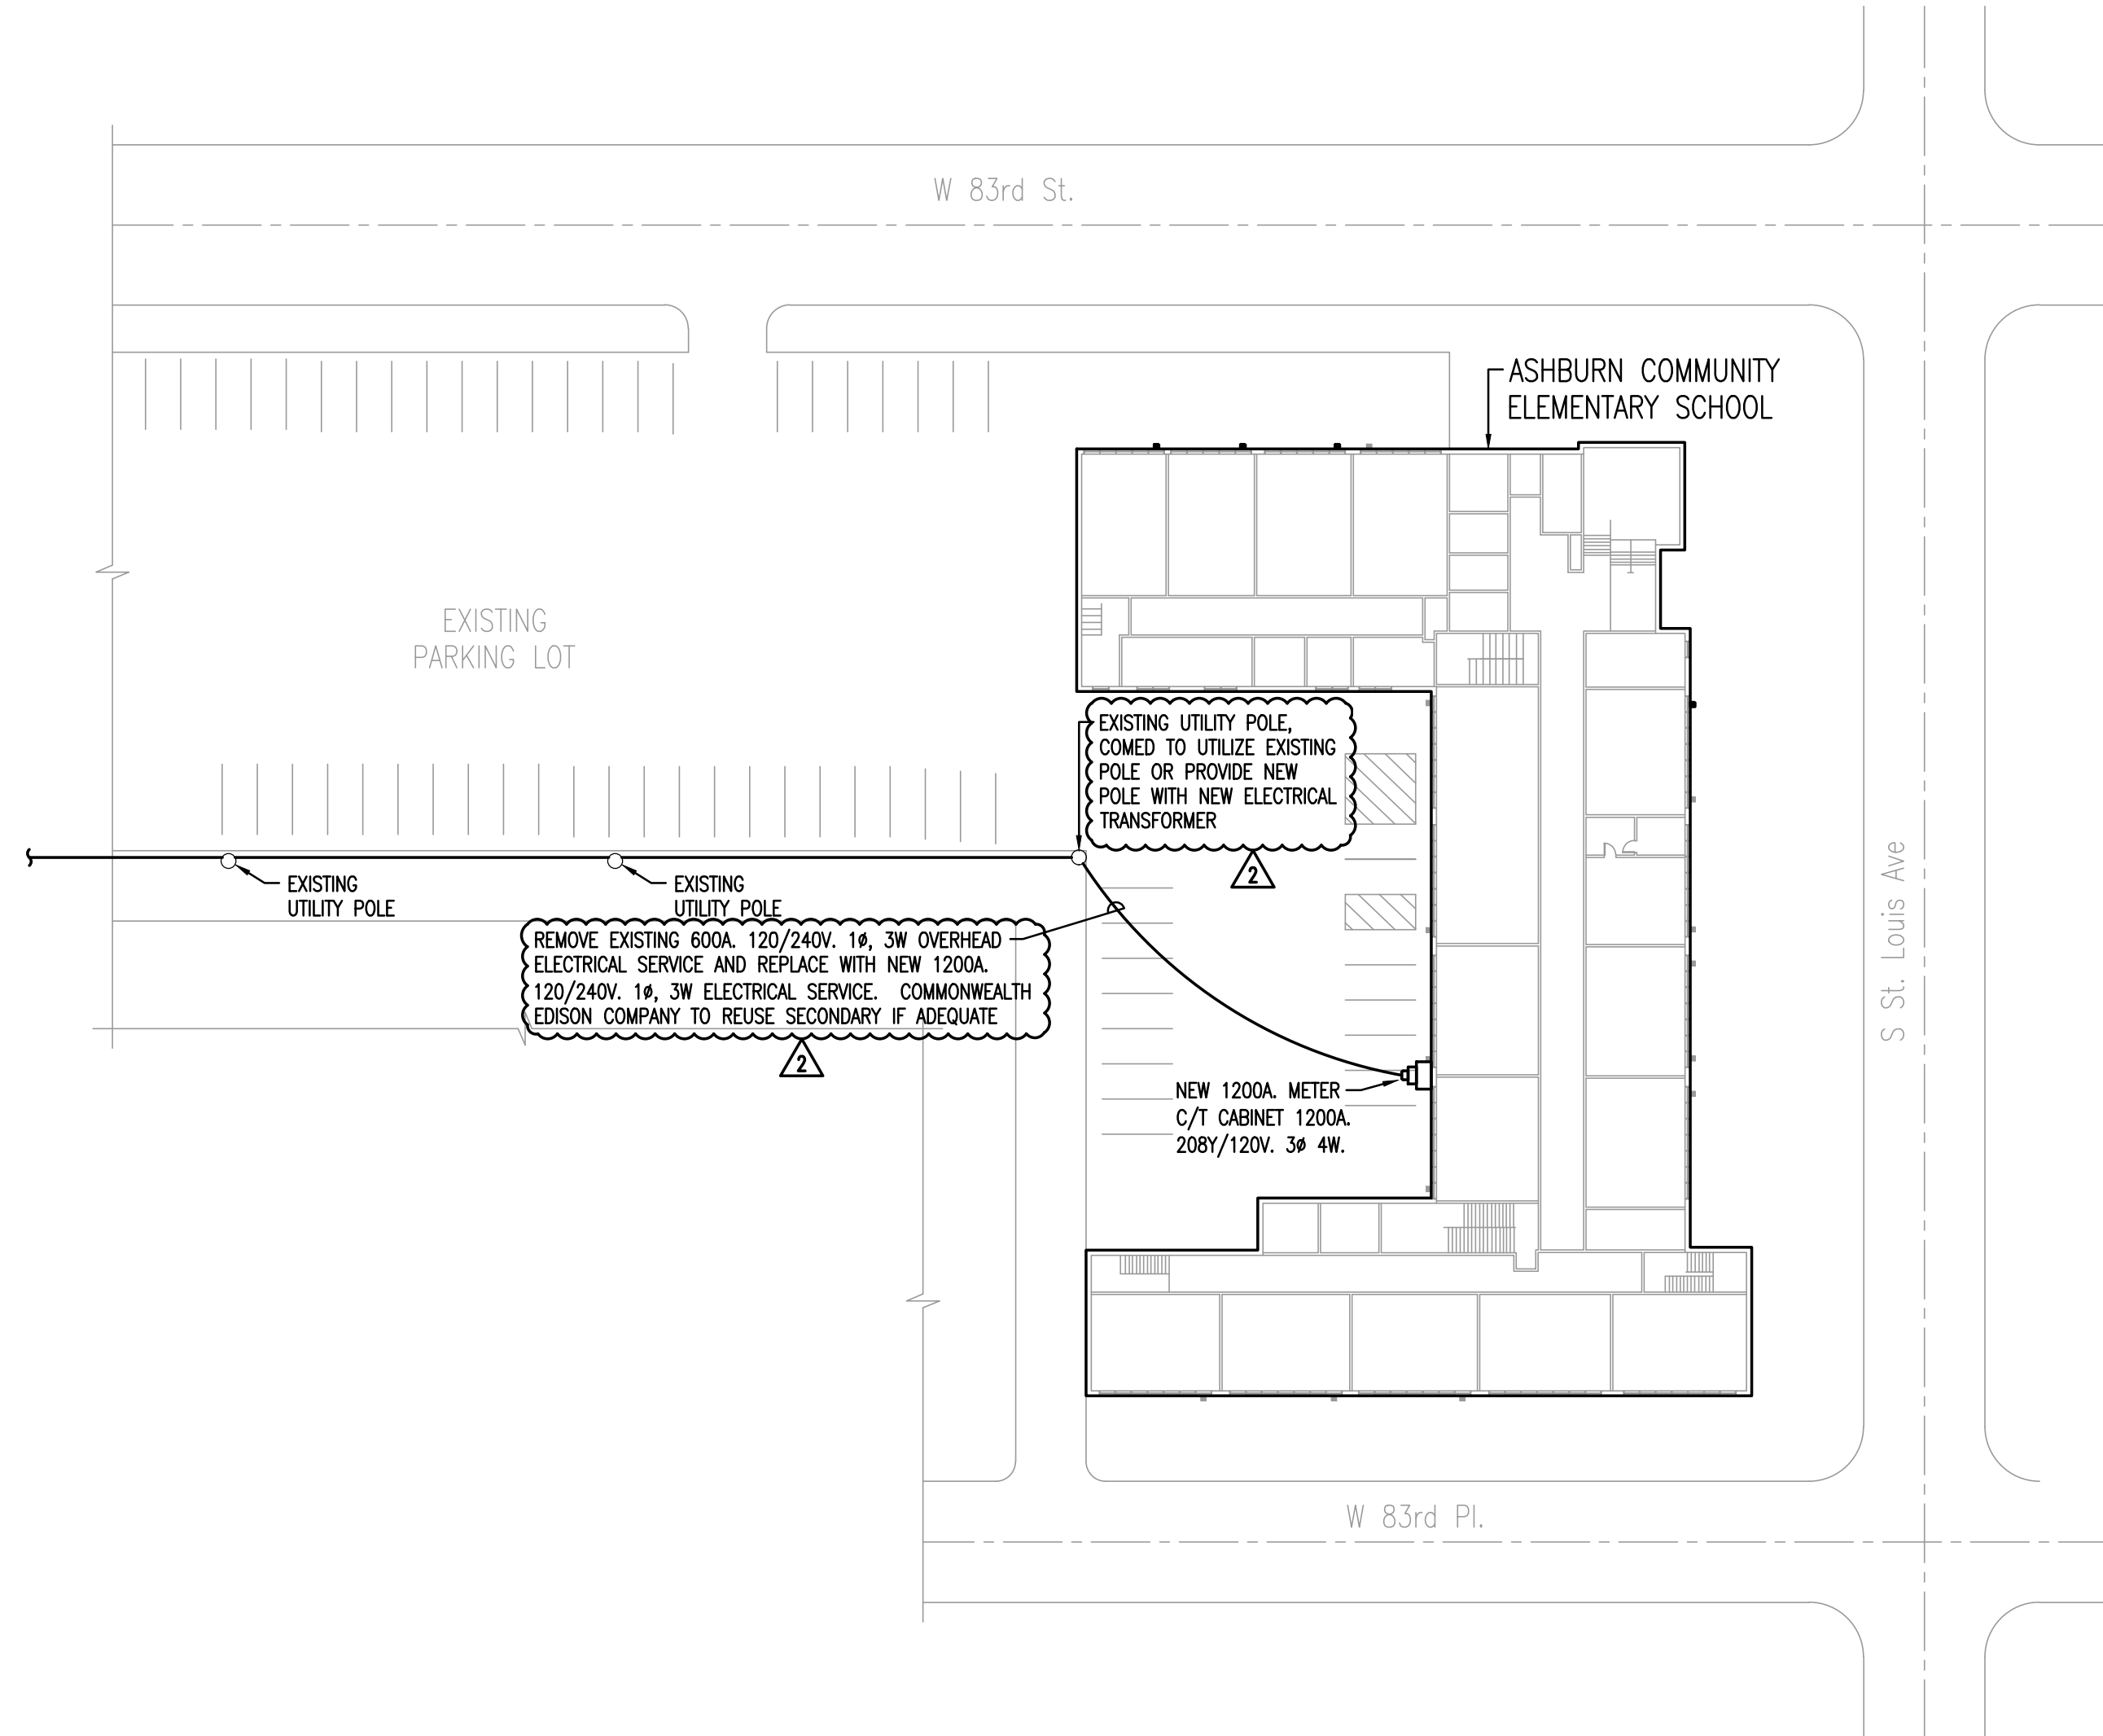 W 83rd St.
ASHBURN COMMUNITY
ELEMENTARY SCHOOL
EXISTING
PARKING LOT
EXISTING UTILITY POLE,
COMED TO UTILIZE EXISTING
POLE OR PROVIDE NEW
POLE WITH NEW ELECTRICAL
TRANSFORMER
2
EXISTING
UTILITY POLE
EXISTING
UTILITY POLE
REMOVE EXISTING 600A. 120/240V. 1ø, 3W OVERHEAD
ELECTRICAL SERVICE AND REPLACE WITH NEW 1200A.
120/240V. 1ø, 3W ELECTRICAL SERVICE. COMMONWEALTH
EDISON COMPANY TO REUSE SECONDARY IF ADEQUATE
2
NEW 1200A. METER
C/T CABINET 1200A.
208Y/120V. 3ø 4W.
S St. Louis Ave
W 83rd Pl.